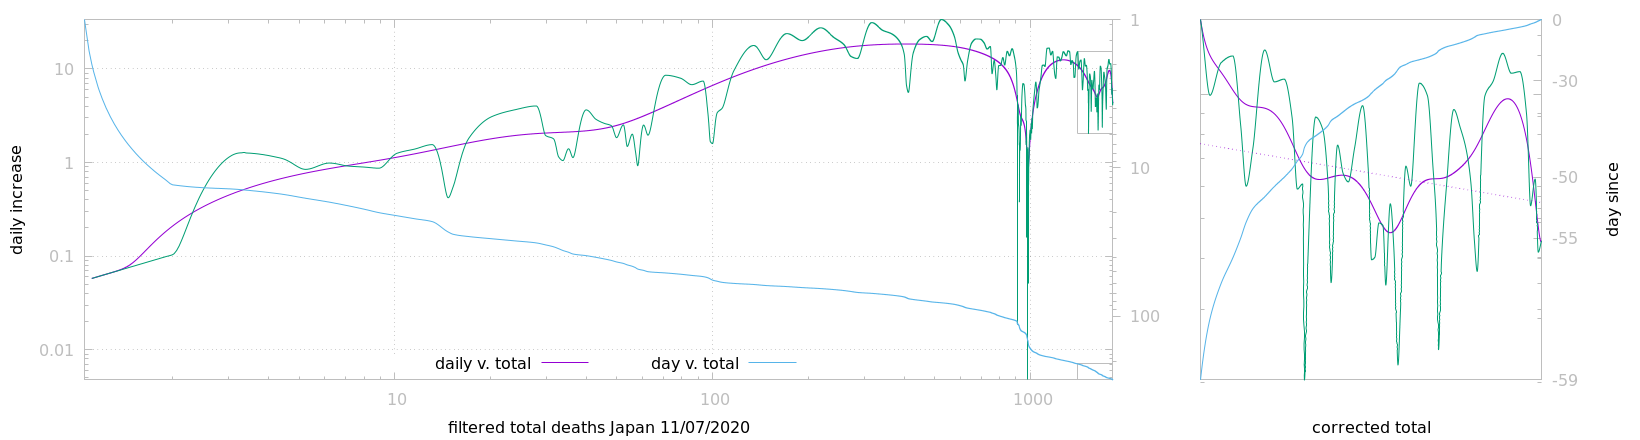 daily increase
10
1
0.1
0.01
daily v. total
day v. total
10
100
1000
filtered total deaths Japan 11/07/2020
1
10
100
0
-30
-50
-55
-59
day since
corrected total